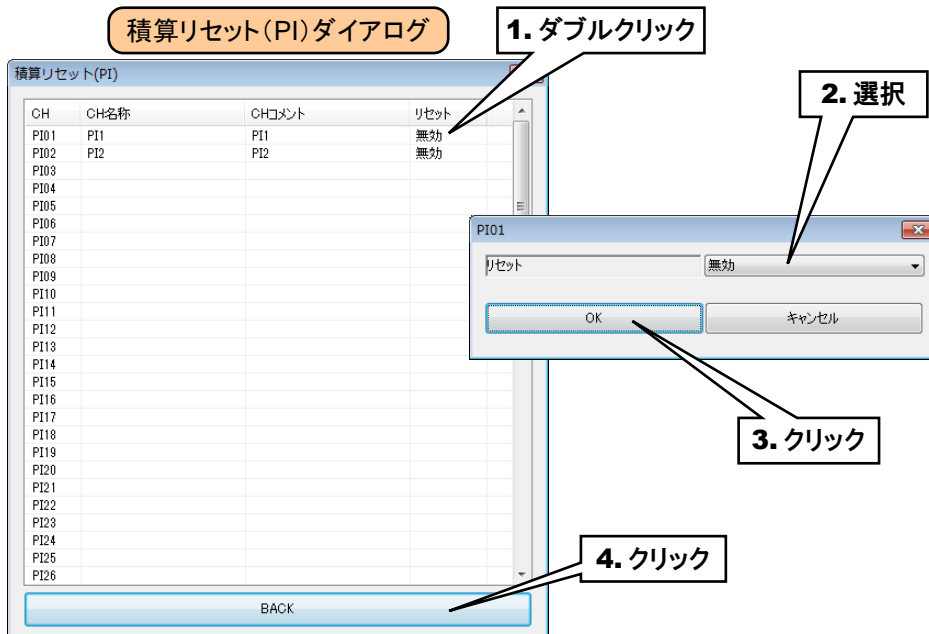 積算リセット(PI)ダイアログ
1. ダブルクリック
積算リセット(PI)
2. 選択
CH CH名称 CHコメント リセット
PI01 PI1 PI1 無効
PI02 PI2 PI2 無効
PI03
PI04
PI05
PI06
PI07
PI08
PI09
PI10
PI11
PI12
PI13
PI14
PI15
PI16
PI17
PI18
PI19
PI20
PI21
PI22
PI23
PI24
PI25
PI26
BACK
PI01
リセット 無効
OK キャンセル
3. クリック
4. クリック